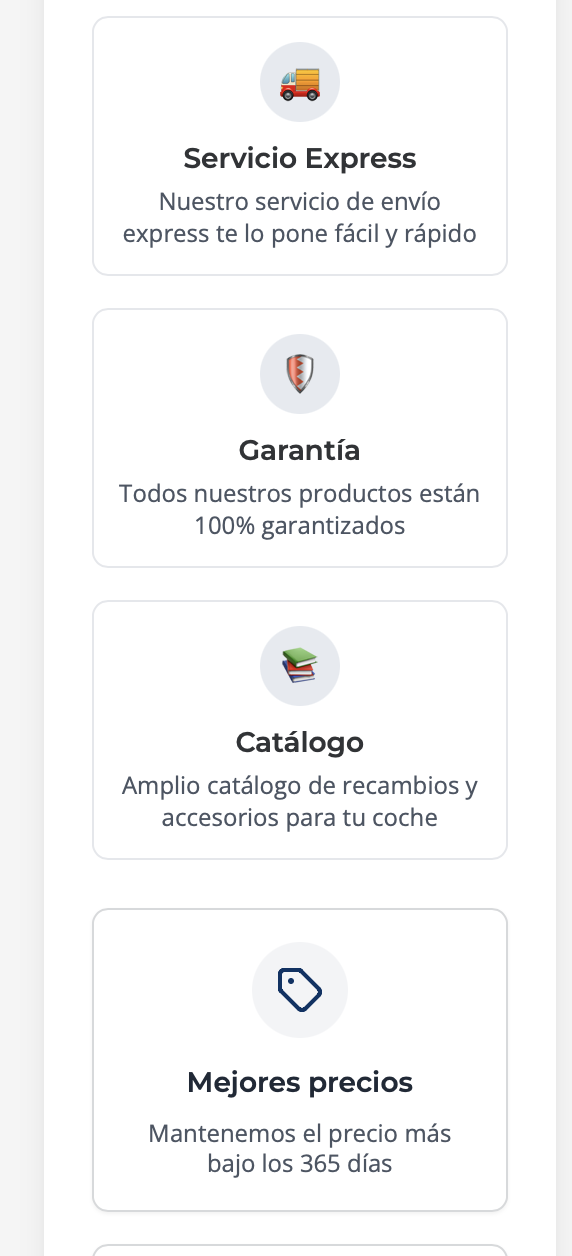 Servicio Express
Nuestro servicio de envío
express te lo pone fácil y rápido
Garantía
Todos nuestros productos están
100% garantizados
Catálogo
Amplio catálogo de recambios y
accesorios para tu coche
Mejores precios
Mantenemos el precio más
bajo los 365 días